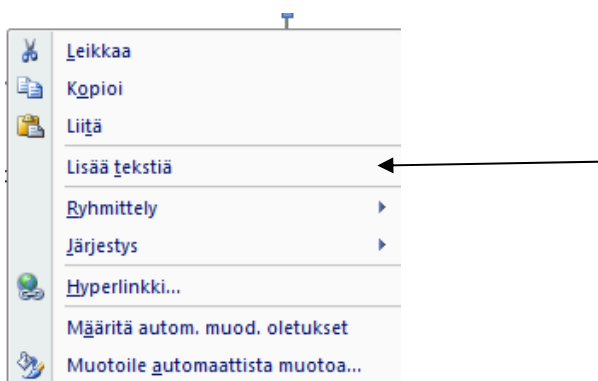 Leikkaa
Kopioi
Liitä
Lisää tekstiä
Ryhmittely
Järjestys
Hyperlinkki...
Määritä autom. muod. oletukset
Muotoile automaattista muotoa...